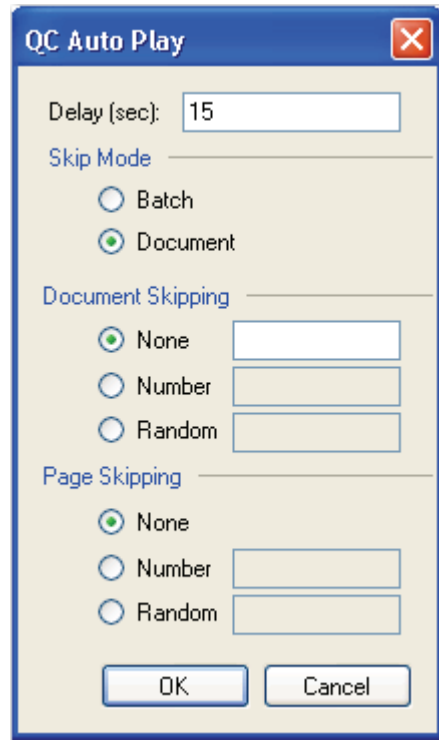 QC Auto Play
Delay (sec): 15
Skip Mode
Batch
Document
Document Skipping
None
Number
Random
Page Skipping
None
Number
Random
OK Cancel